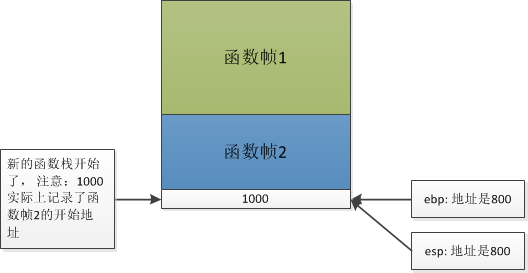 函数帧1
函数帧2
新的函数栈开始
了，注意：1000
实际上记录了函
数帧2的开始地
址
1000
ebp: 地址是800
esp: 地址是800